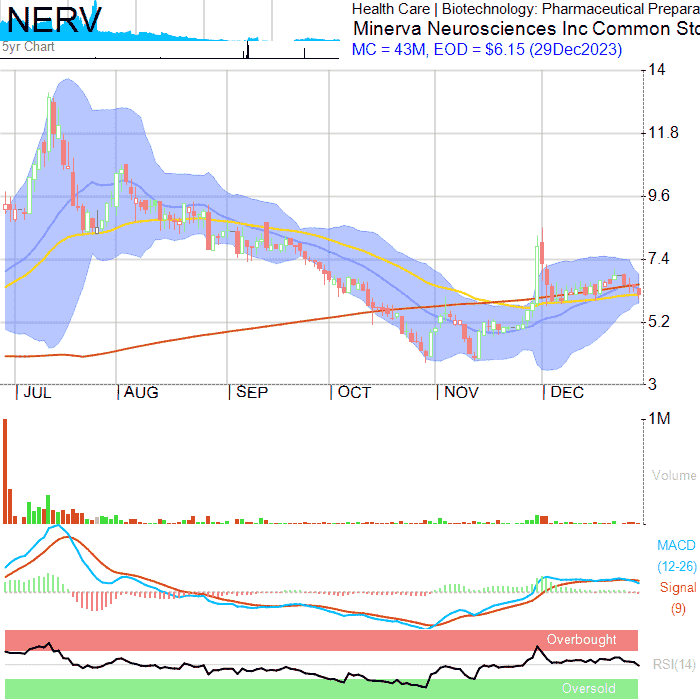 NERV
5yr Chart
Health Care | Biotechnology: Pharmaceutical Prepara
Minerva Neurosciences Inc Common Sto
MC = 43M, EOD = $6.15 (29Dec2023)
14
11.8
9.6
7.4
5.2
3
JUL AUG SEP OCT NOV DEC
1M
Volume
MACD
(12-26)
Signal
(9)
Overbought
RSI(14)
Oversold